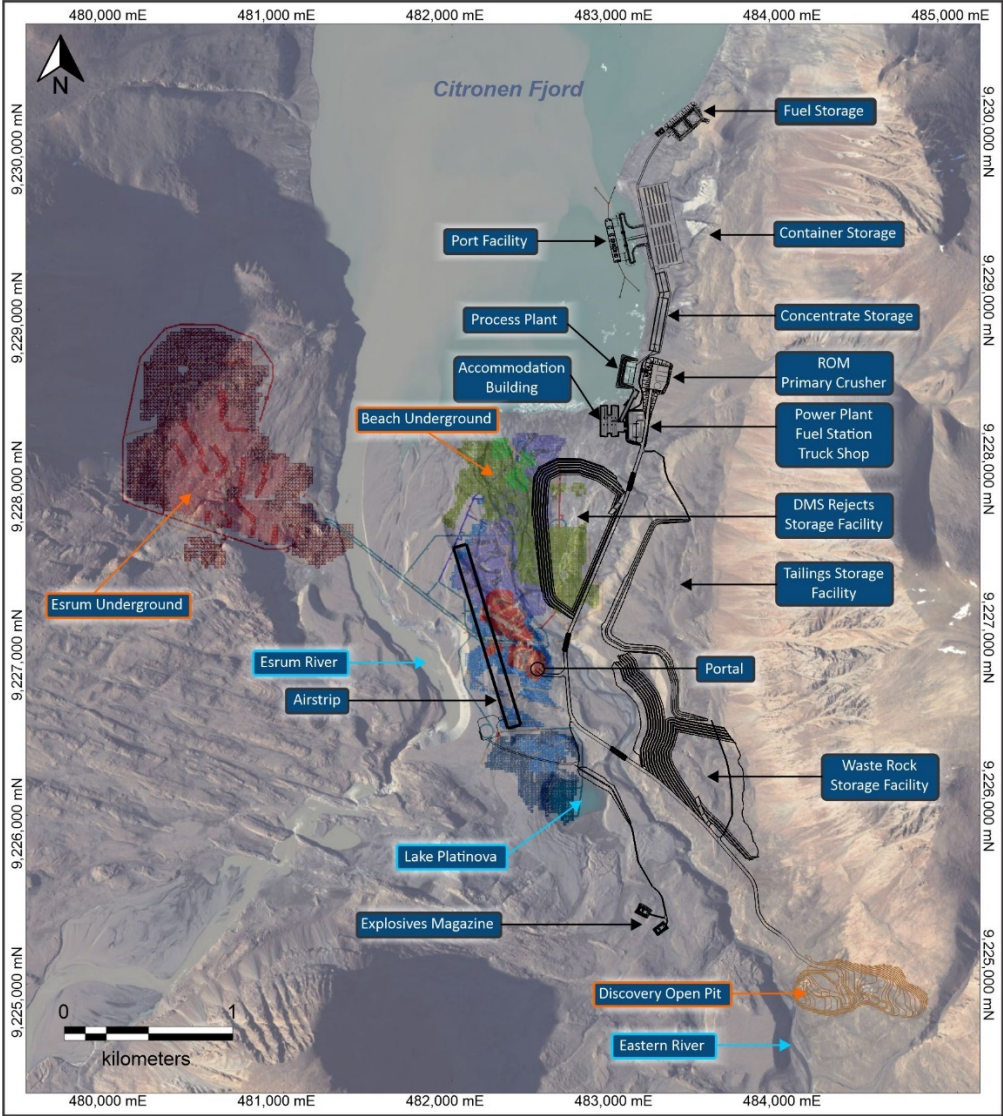 480,000 mE
481,000 mE
482,000 mE
483,000 mE
484,000 mE
485,000 mE
N
Citronen Fjord
Fuel Storage
9,230,000 mN
9,230,000 mN
Port Facility
Container Storage
9,229,000 mN
9,229,000 mN
Process Plant
Concentrate Storage
Accommodation
Building
ROM
Primary Crusher
Beach Underground
Power Plant
Fuel Station
Truck Shop
9,228,000 mN
9,228,000 mN
DMS Rejects
Storage Facility
Esrum Underground
Tailings Storage
Facility
9,227,000 mN
9,227,000 mN
Esrum River
Portal
Airstrip
Waste Rock
Storage Facility
9,226,000 mN
9,226,000 mN
Lake Platinova
Explosives Magazine
9,225,000 mN
9,225,000 mN
Discovery Open Pit
0
1
kilometers
Eastern River
480,000 mE
481,000 mE
482,000 mE
483,000 mE
484,000 mE